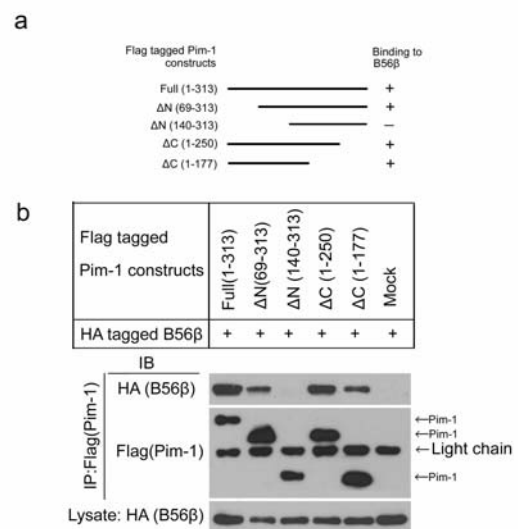 a
Flag tagged Pim-1 constructs
Binding to B56β
Full (1-313) +
ΔN (69-313) +
ΔN (140-313) −
ΔC (1-250) +
ΔC (1-177) +
b
Flag tagged
Pim-1 constructs
Full(1-313)
ΔN(69-313)
ΔN (140-313)
ΔC (1-250)
ΔC (1-177)
Mock
HA tagged B56β + + + + + +
IB
IP:Flag(Pim-1)
HA (B56β)
Flag(Pim-1)
←Pim-1
←Pim-1
←Light chain
←Pim-1
Lysate: HA (B56β)